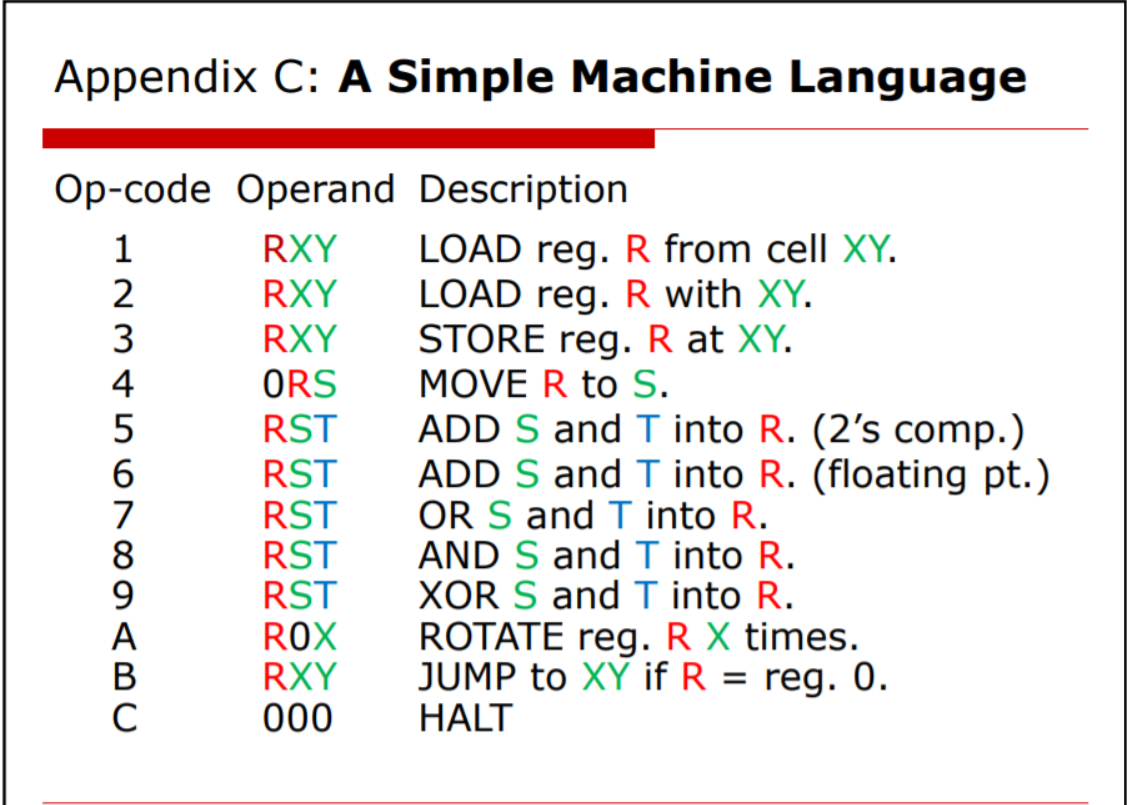 Appendix C: A Simple Machine Language
Op-code Operand Description
1 RXY LOAD reg. R from cell XY.
2 RXY LOAD reg. R with XY.
3 RXY STORE reg. R at XY.
4 0RS MOVE R to S.
5 RST ADD S and T into R. (2’s comp.)
6 RST ADD S and T into R. (floating pt.)
7 RST OR S and T into R.
8 RST AND S and T into R.
9 RST XOR S and T into R.
A R0X ROTATE reg. R X times.
B RXY JUMP to XY if R = reg. 0.
C 000 HALT